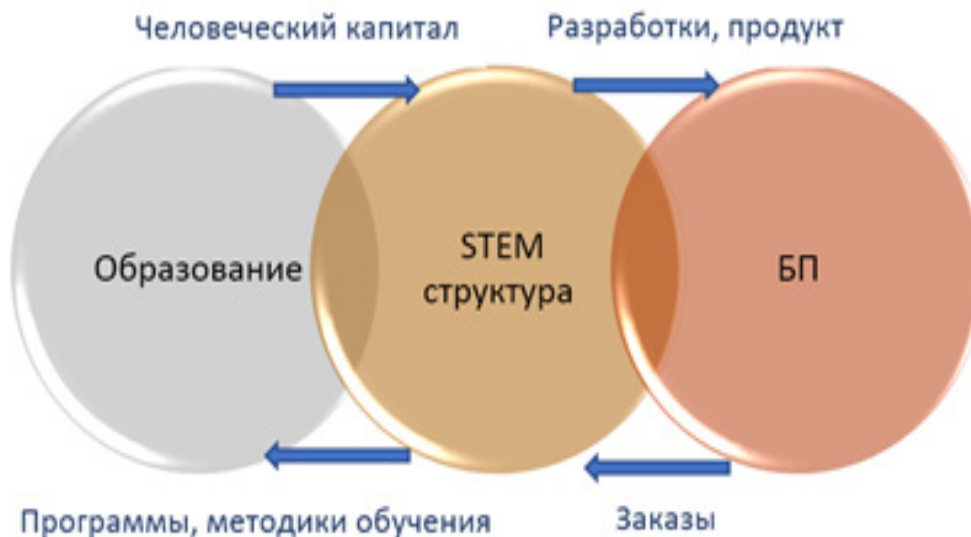 Человеческий капитал
Разработки, продукт
Образование
STEM
структура
БП
Программы, методики обучения
Заказы